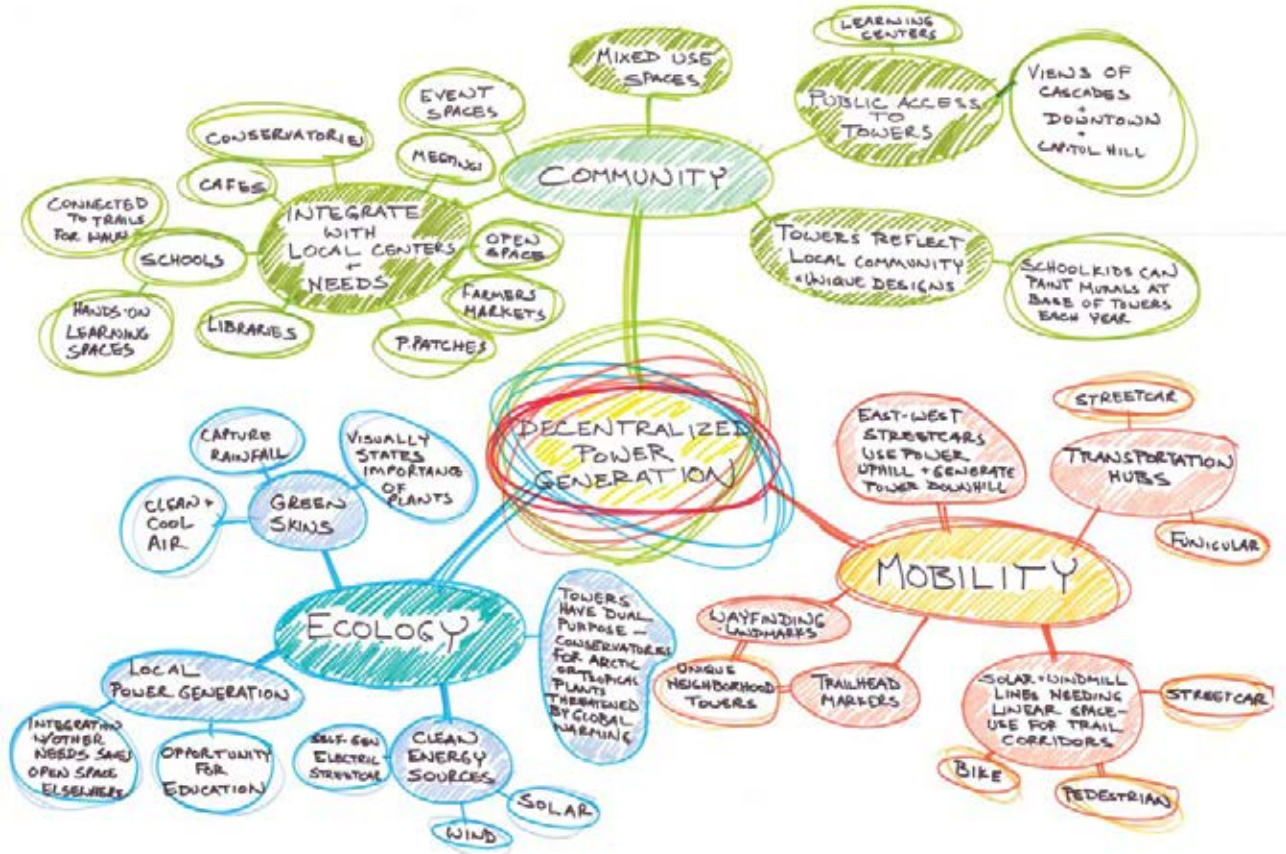 LEARNING
CENTERS
MIXED USE
SPACES
PUBLIC ACCESS
TO
TOWERS
VIEWS OF
CASCADES
+
DOWNTOWN
+
CAPITOL HILL
EVENT
SPACES
CONSERVATORIES
MEETINGS
CAFES
COMMUNITY
CONNECTED
TO TRAILS
FOR
INTEGRATE
WITH
LOCAL CENTERS
+
NEEDS
SCHOOLS
OPEN
SPACE
HANDS-ON
LEARNING
SPACES
LIBRARIES
FARMERS
MARKETS
P.PATCHES
TOWERS REFLECT
LOCAL COMMUNITY
+ UNIQUE DESIGNS
SCHOOLKIDS CAN
PAINT MURALS AT
BASE OF TOWERS
EACH YEAR
DECENTRALIZED
POWER
GENERATION
CAPTURE
RAINFALL
VISUALLY
STATES
IMPORTANCE
OF
PLANTS
GREEN
SKINS
CLEAN +
COOL
AIR
ECOLOGY
TOWERS
HAVE DUAL
PURPOSE —
CONSERVATORIES
FOR ARCTIC
OR TROPICAL
PLANTS
THREATENED
BY GLOBAL
WARMING
LOCAL
POWER GENERATION
INTEGRATION
W/OTHER
NEEDS SAVES
OPEN SPACE
ELSEWHERE
OPPORTUNITY
FOR
EDUCATION
SELF-GEN
ELECTRIC
STREETCAR
CLEAN
ENERGY
SOURCES
SOLAR
WIND
EAST-WEST
STREETCARS
USE POWER
UPHILL + GENERATE
POWER DOWNHILL
STREETCAR
TRANSPORTATION
HUBS
FUNICULAR
MOBILITY
WAYFINDING
LANDMARKS
UNIQUE
NEIGHBORHOOD
TOWERS
TRAILHEAD
MARKERS
SOLAR + WINDMILL
LINES NEEDING
LINEAR SPACE —
USE FOR TRAIL
CORRIDORS
STREETCAR
BIKE
PEDESTRIAN